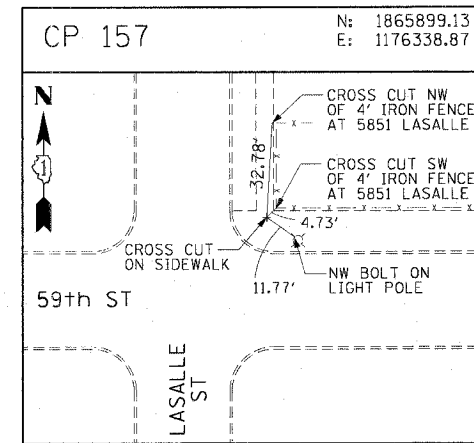 CP 157
N: 1865899.13
E: 1176338.87
N
1
CROSS CUT NW
OF 4' IRON FENCE
AT 5851 LASALLE
32.78'
CROSS CUT SW
OF 4' IRON FENCE
AT 5851 LASALLE
4.73'
CROSS CUT
ON SIDEWALK
NW BOLT ON
LIGHT POLE
11.77'
59th ST
LASALLE
ST